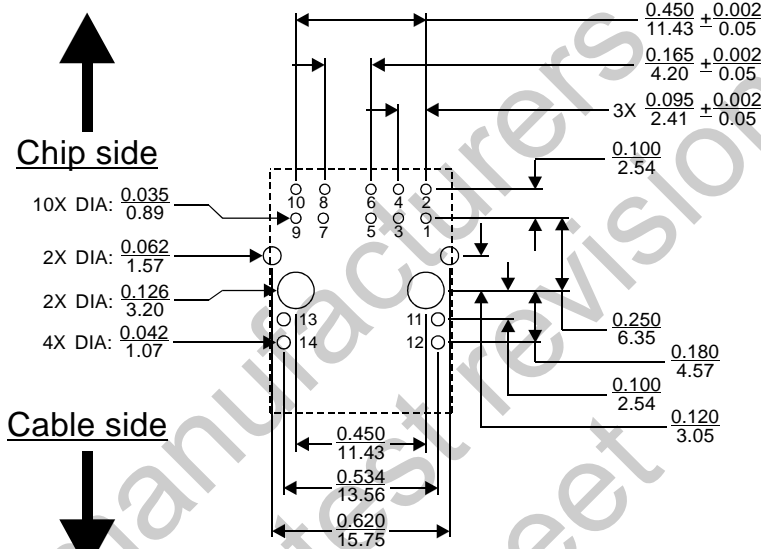 0.450 ± 0.002
11.43 0.05
0.165 ± 0.002
4.20 0.05
3X 0.095 ± 0.002
2.41 0.05
0.100
2.54
Chip side
10 8 6 4 2
9 7 5 3 1
10X DIA: 0.035
0.89
2X DIA: 0.062
1.57
2X DIA: 0.126
3.20
4X DIA: 0.042
1.07
13 11
14 12
0.250
6.35
0.180
4.57
0.100
2.54
0.120
3.05
Cable side
0.450
11.43
0.534
13.56
0.620
15.75
manufacturers
test revision
eet